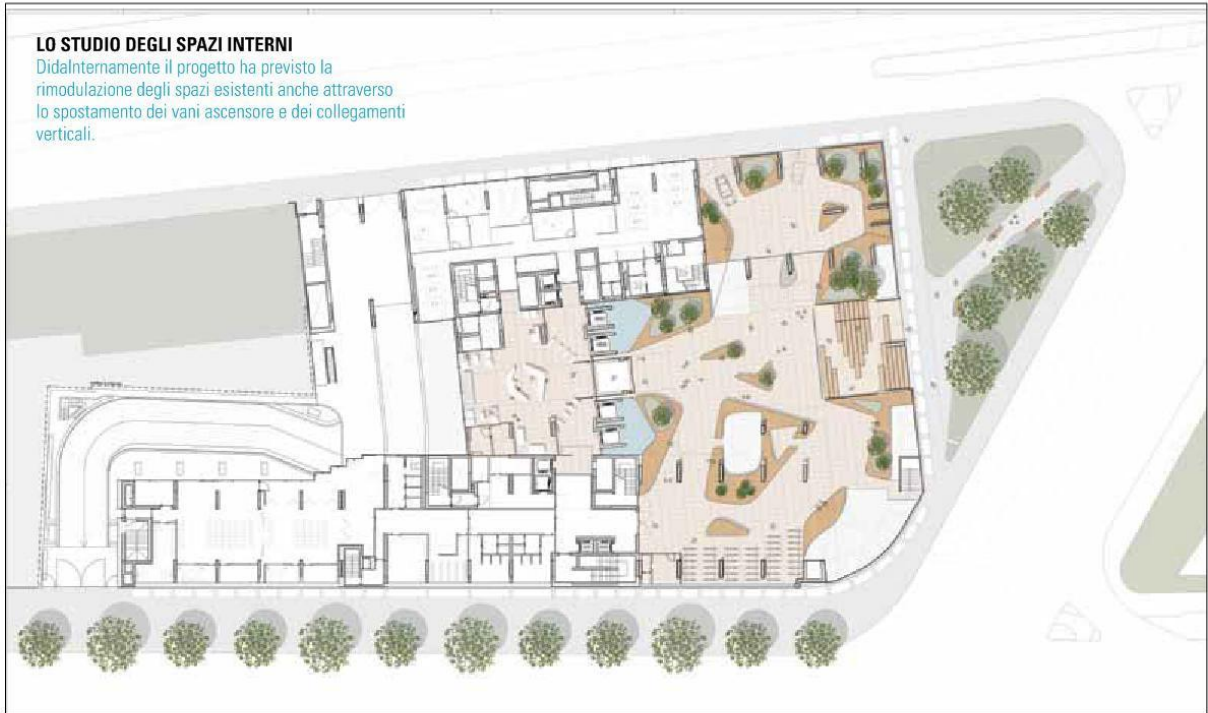 LO STUDIO DEGLI SPAZI INTERNI
DidaInternamente il progetto ha previsto la
rimodulazione degli spazi esistenti anche attraverso
lo spostamento dei vani ascensore e dei collegamenti
verticali.